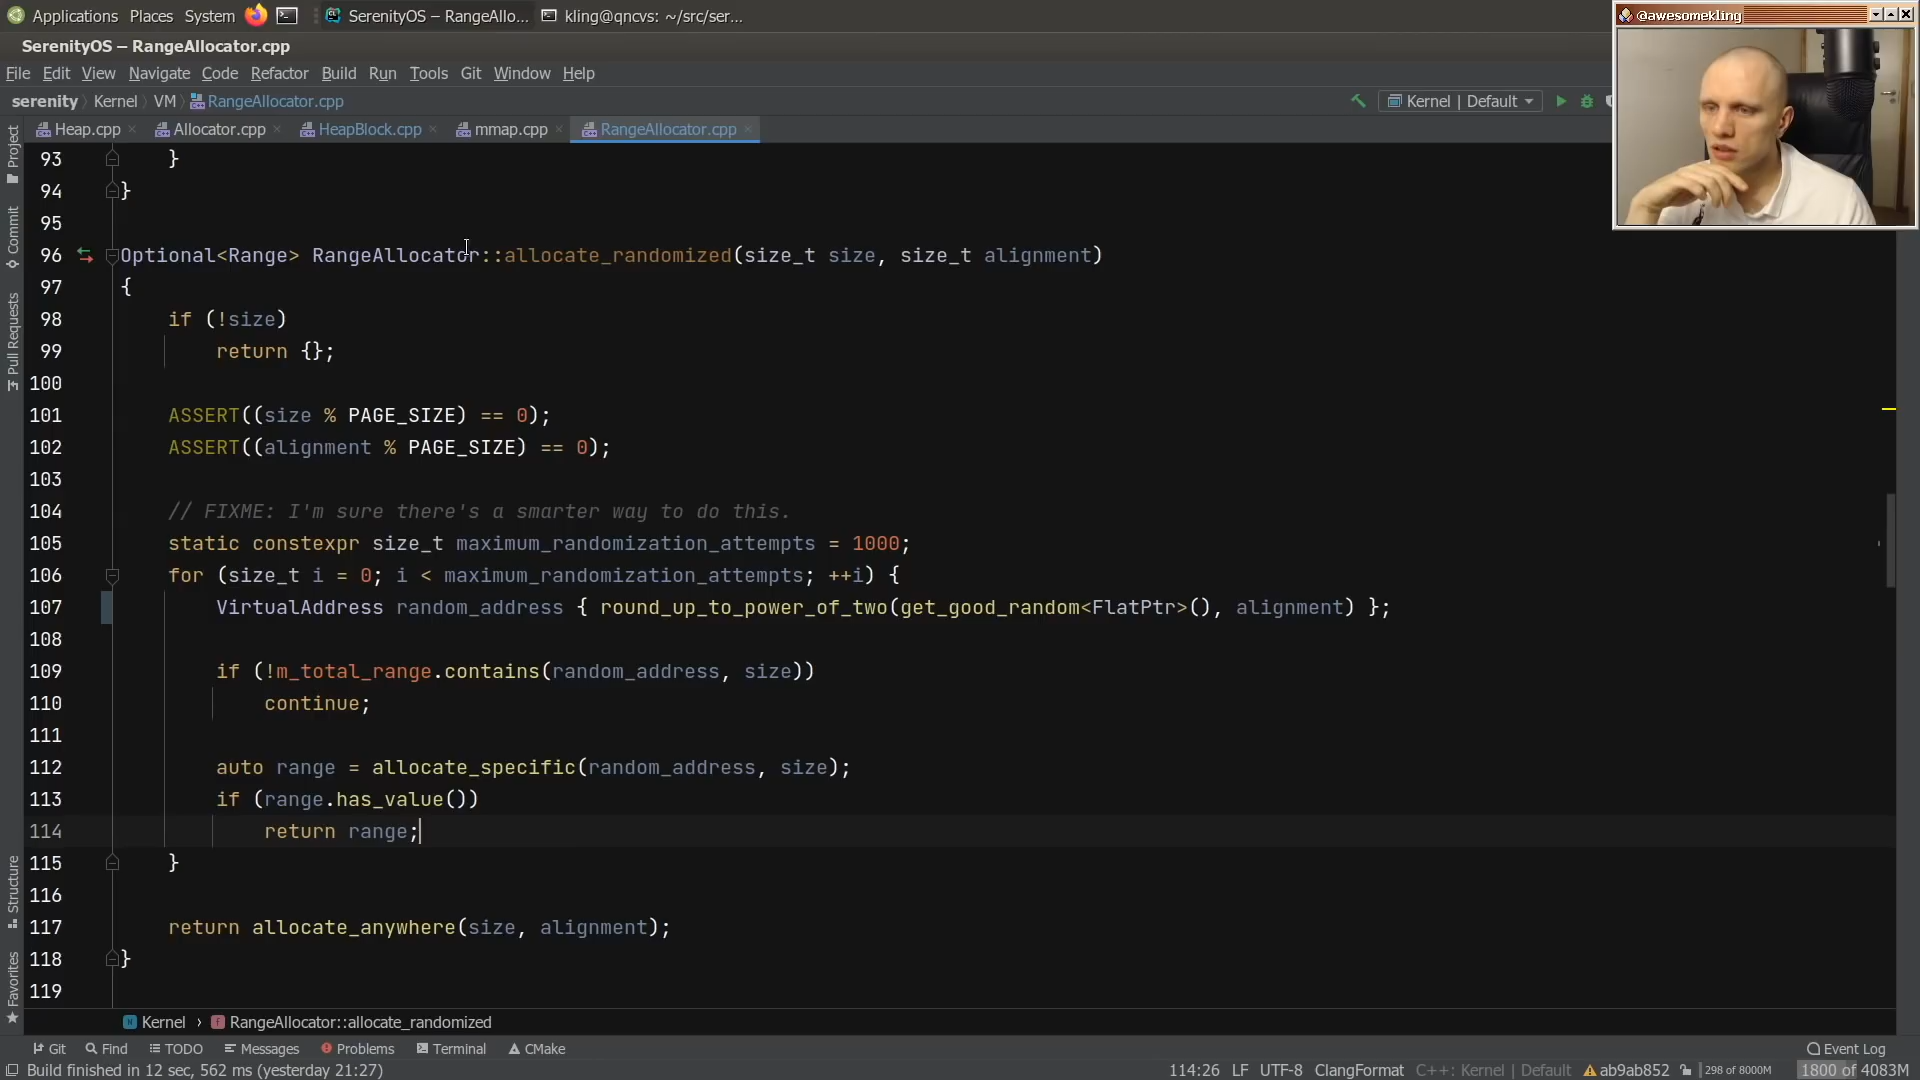 Applications Places System SerenityOS – RangeAllo... kling@qncvs: ~/src/ser...
@awesomekling
SerenityOS – RangeAllocator.cpp
File Edit View Navigate Code Refactor Build Run Tools Git Window Help
serenity Kernel VM RangeAllocator.cpp
Kernel | Default
Heap.cpp Allocator.cpp HeapBlock.cpp mmap.cpp RangeAllocator.cpp
Project
Commit
Pull Requests
Structure
Favorites
93 }
94 }
95
96 Optional<Range> RangeAllocator::allocate_randomized(size_t size, size_t alignment)
97 {
98 if (!size)
99 return {};
100
101 ASSERT((size % PAGE_SIZE) == 0);
102 ASSERT((alignment % PAGE_SIZE) == 0);
103
104 // FIXME: I'm sure there's a smarter way to do this.
105 static constexpr size_t maximum_randomization_attempts = 1000;
106 for (size_t i = 0; i < maximum_randomization_attempts; ++i) {
107 VirtualAddress random_address { round_up_to_power_of_two(get_good_random<FlatPtr>(), alignment) };
108
109 if (!m_total_range.contains(random_address, size))
110 continue;
111
112 auto range = allocate_specific(random_address, size);
113 if (range.has_value())
114 return range;
115 }
116
117 return allocate_anywhere(size, alignment);
118 }
119
Kernel › RangeAllocator::allocate_randomized
Git Find TODO Messages Problems Terminal CMake Event Log
Build finished in 12 sec, 562 ms (yesterday 21:27) 114:26 LF UTF-8 ClangFormat C++: Kernel | Default ab9ab852 298 of 8000M 1800 of 4083M